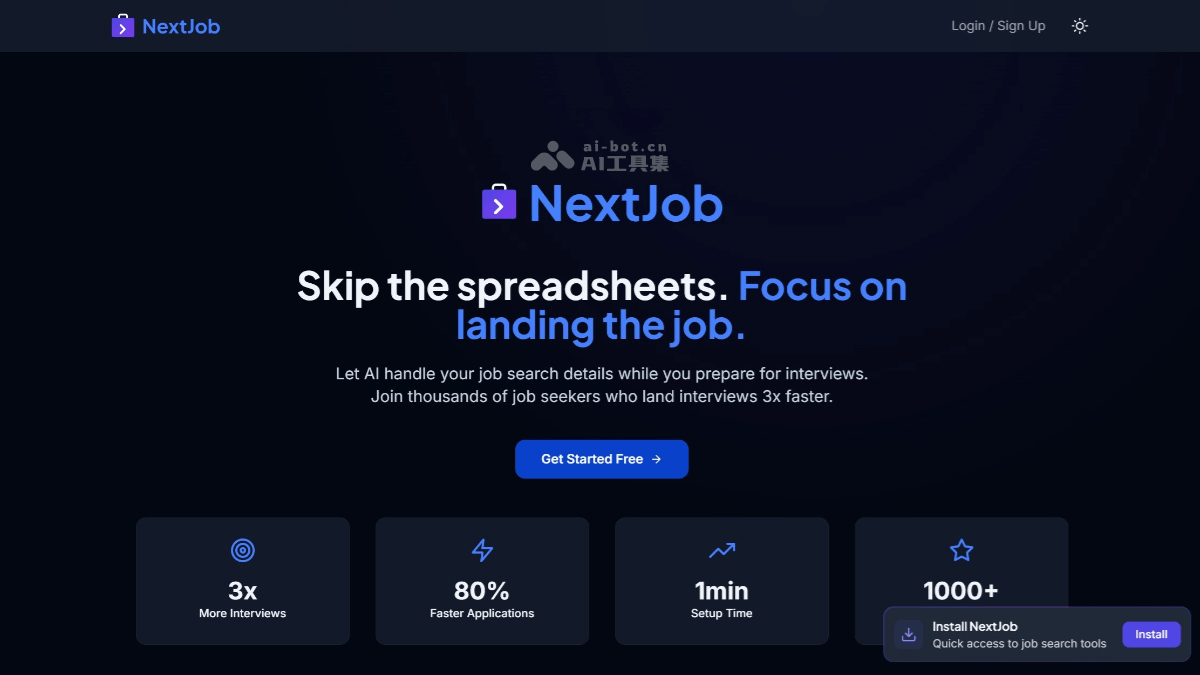 NextJob
Login / Sign Up
ai-bot.cn
AI工具集
NextJob
Skip the spreadsheets. Focus on
landing the job.
Let AI handle your job search details while you prepare for interviews.
Join thousands of job seekers who land interviews 3x faster.
Get Started Free →
3x
More Interviews
80%
Faster Applications
1min
Setup Time
1000+
Install NextJob
Quick access to job search tools
Install